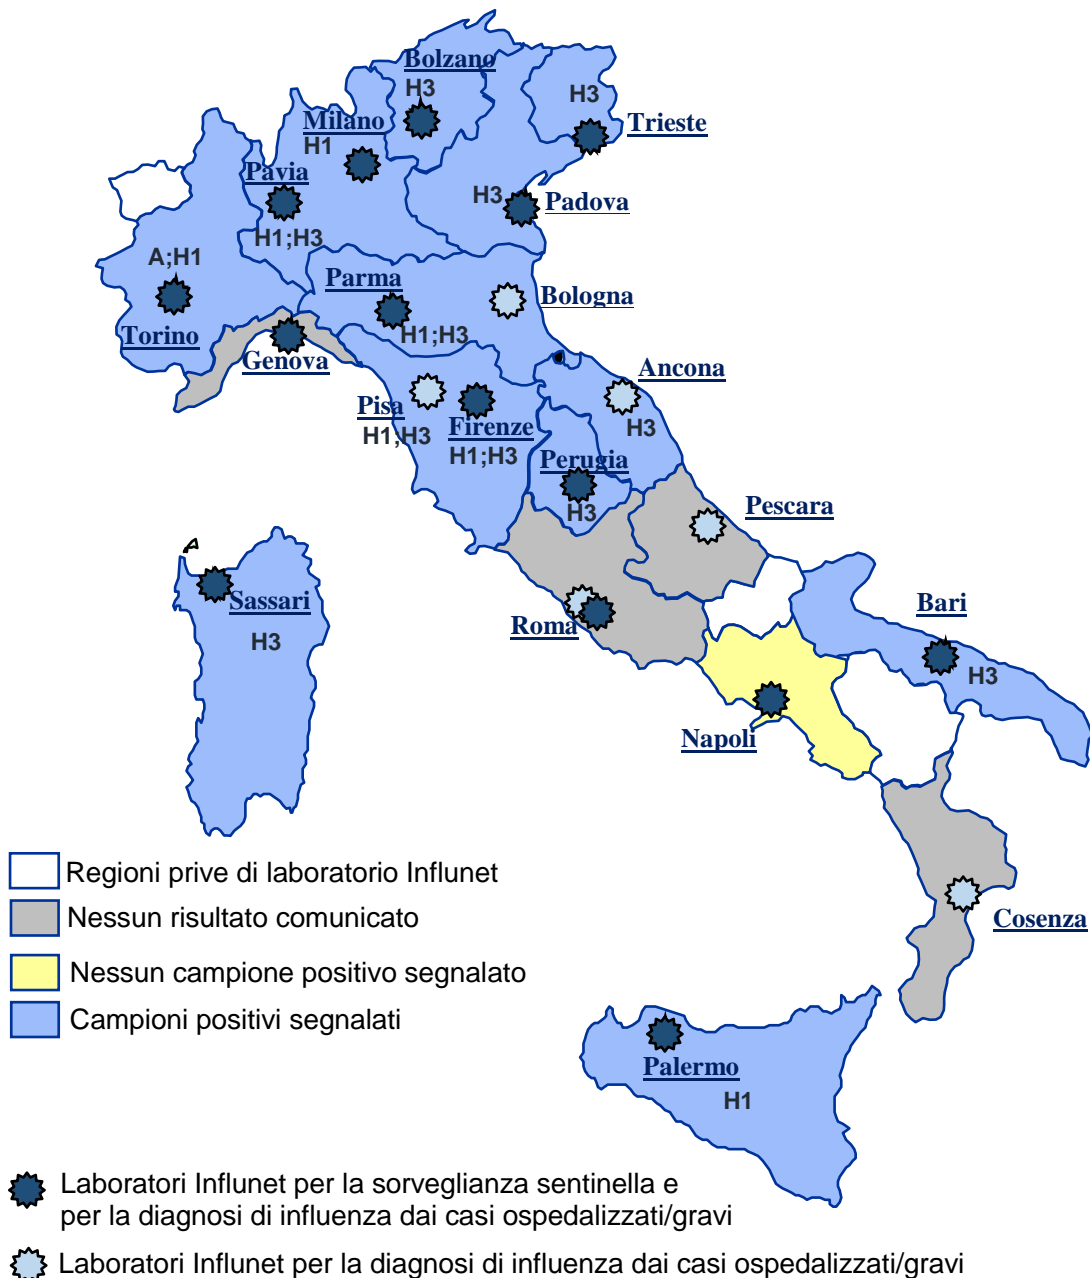 Bolzano
H3
H3
Milano
H1
Trieste
Pavia
H3
Padova
H1;H3
A;H1
Parma
Bologna
H1;H3
Torino
Genova
Ancona
Pisa
H1;H3
Firenze
H1;H3
H3
Perugia
H3
Pescara
Sassari
H3
Roma
Bari
H3
Napoli
Regioni prive di laboratorio Influnet
Nessun risultato comunicato
Cosenza
Nessun campione positivo segnalato
Campioni positivi segnalati
Palermo
H1
Laboratori Influnet per la sorveglianza sentinella e
per la diagnosi di influenza dai casi ospedalizzati/gravi
Laboratori Influnet per la diagnosi di influenza dai casi ospedalizzati/gravi